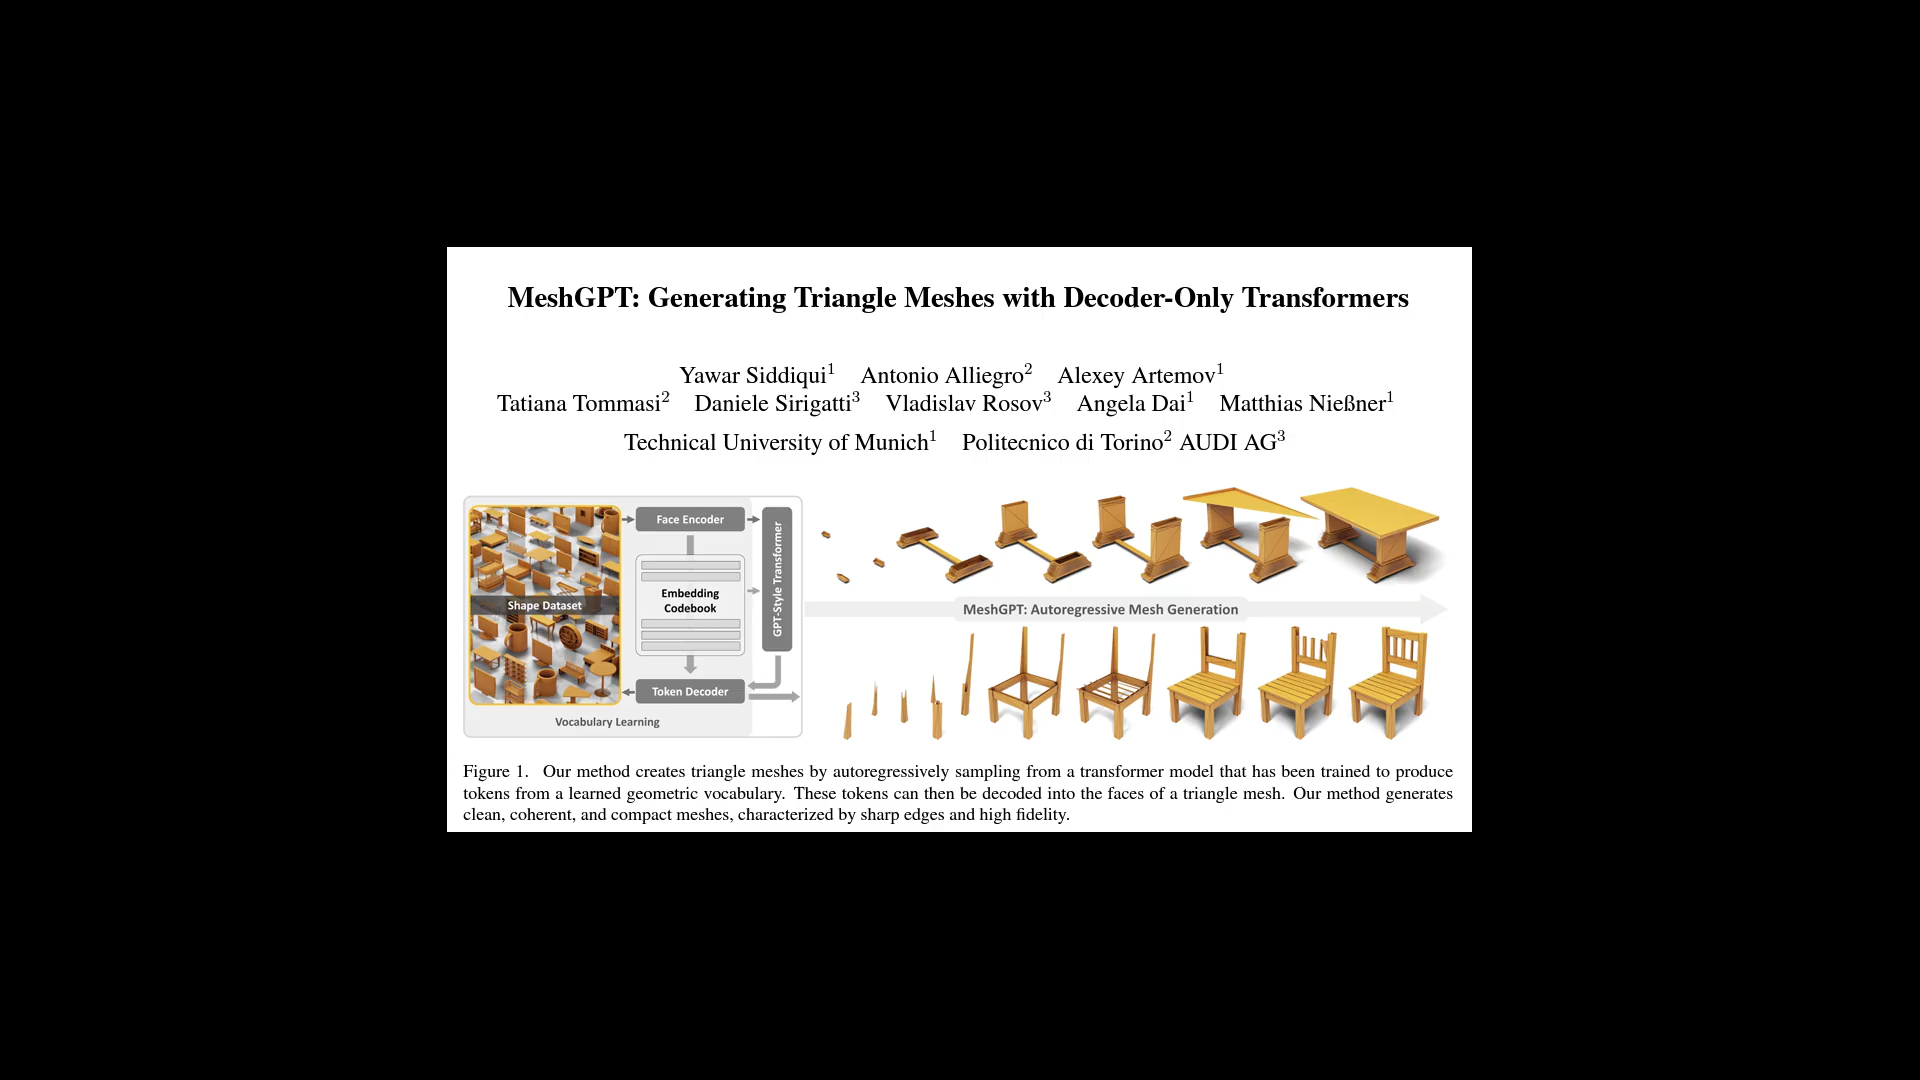 MeshGPT: Generating Triangle Meshes with Decoder-Only Transformers
Yawar Siddiqui¹ Antonio Alliegro² Alexey Artemov¹
Tatiana Tommasi² Daniele Sirigatti³ Vladislav Rosov³ Angela Dai¹ Matthias Nießner¹
Technical University of Munich¹ Politecnico di Torino² AUDI AG³
Shape Dataset
Face Encoder
Embedding
Codebook
Token Decoder
GPT-Style Transformer
Vocabulary Learning
MeshGPT: Autoregressive Mesh Generation
Figure 1. Our method creates triangle meshes by autoregressively sampling from a transformer model that has been trained to produce
tokens from a learned geometric vocabulary. These tokens can then be decoded into the faces of a triangle mesh. Our method generates
clean, coherent, and compact meshes, characterized by sharp edges and high fidelity.